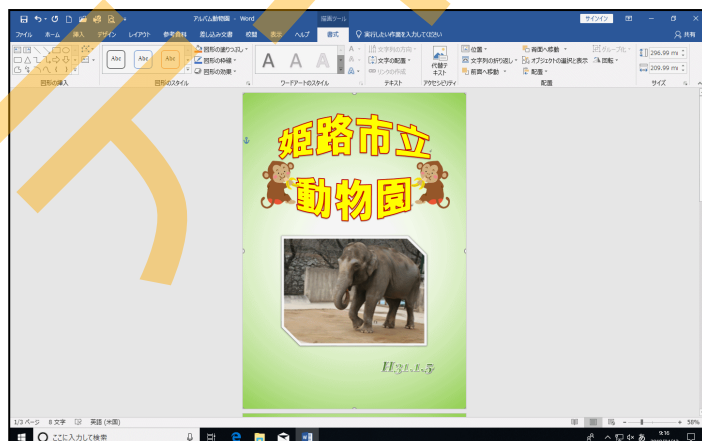 アルバム動物園 - Word
描画ツール
サインイン
ファイル ホーム 挿入 デザイン レイアウト 参考資料 差し込み文書 校閲 表示 ヘルプ 書式 実行したい作業を入力してください 共有
Abc Abc Abc
図形の塗りつぶし
図形の枠線
図形の効果
A A A
文字列の方向
文字の配置
リンクの作成
代替テキスト
位置
文字列の折り返し
前面へ移動
背面へ移動
オブジェクトの選択と表示
配置
グループ化
回転
296.99 m
209.99 m
図形の挿入 図形のスタイル ワードアートのスタイル テキスト アクセシビリティ 配置 サイズ
姫路市立
動物園
H31.1.5
1/3 ページ 8 文字 英語 (米国) 58%
ここに入力して検索
あ 9:16